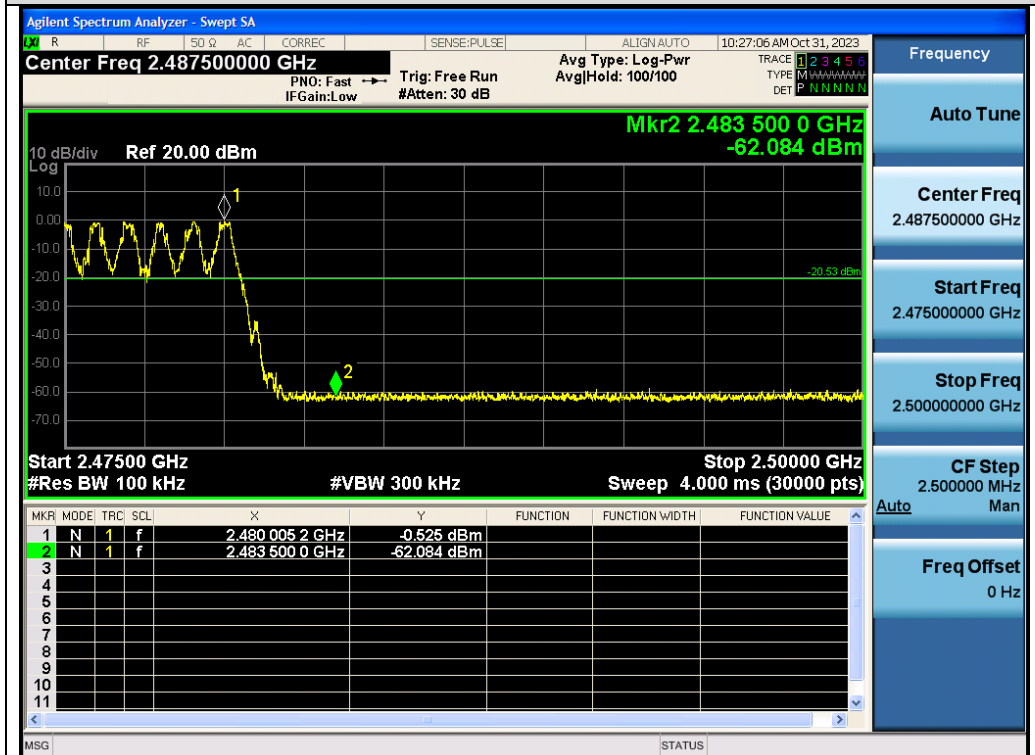 Agilent Spectrum Analyzer - Swept SA
LXI R RF 50 Ω AC CORREC SENSE:PULSE ALIGN AUTO 10:27:06 AM Oct 31, 2023
Center Freq 2.487500000 GHz
PNO: Fast
IFGain:Low
Trig: Free Run
#Atten: 30 dB
Avg Type: Log-Pwr
Avg|Hold: 100/100
TRACE 1 2 3 4 5 6
TYPE M WWWWW
DET P N N N N N
Mkr2 2.483 500 0 GHz
-62.084 dBm
10 dB/div Ref 20.00 dBm
Log
10.0
0.00
-10.0
-20.0
-30.0
-40.0
-50.0
-60.0
-70.0
1
-20.53 dBm
2
Start 2.47500 GHz Stop 2.50000 GHz
#Res BW 100 kHz #VBW 300 kHz Sweep 4.000 ms (30000 pts)
MKR MODE TRC SCL X Y FUNCTION FUNCTION WIDTH FUNCTION VALUE
1 N 1 f 2.480 005 2 GHz -0.525 dBm
2 N 1 f 2.483 500 0 GHz -62.084 dBm
3
4
5
6
7
8
9
10
11
MSG STATUS
Frequency
Auto Tune
Center Freq
2.487500000 GHz
Start Freq
2.475000000 GHz
Stop Freq
2.500000000 GHz
CF Step
2.500000 MHz
Auto Man
Freq Offset
0 Hz